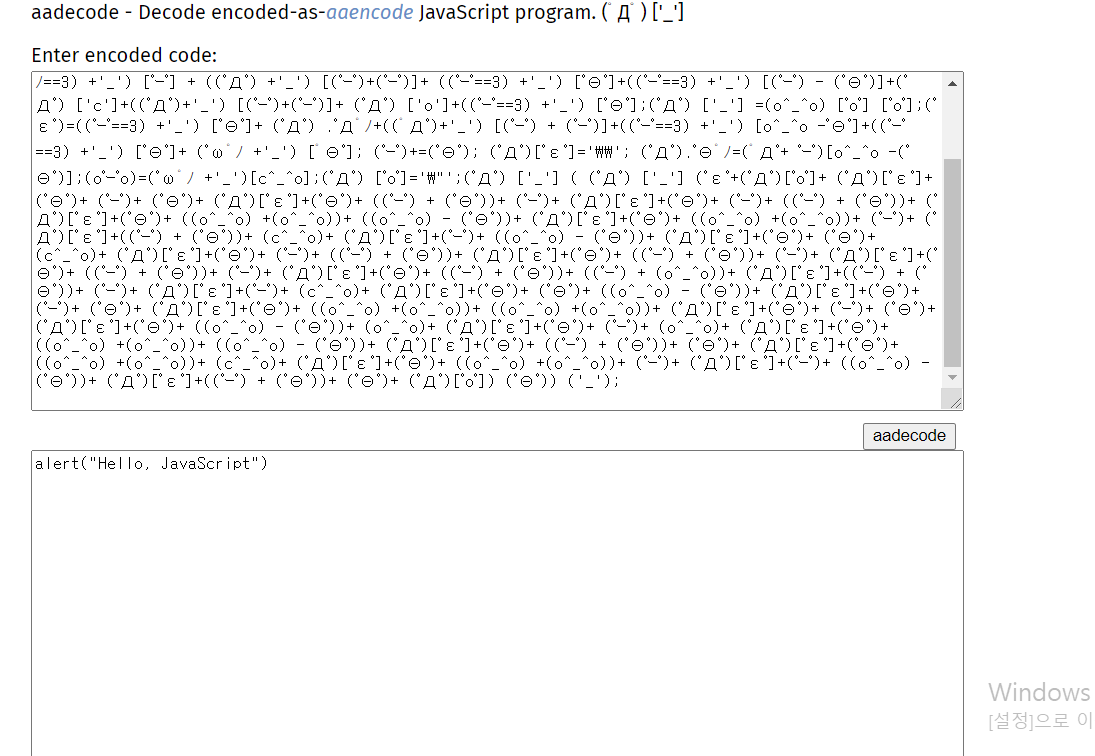 aadecode - Decode encoded-as-aaencode JavaScript program. (ﾟДﾟ) ['_']
Enter encoded code:
ﾉ==3) +'_') [ﾟｰﾟ] + ((ﾟДﾟ) +'_') [(ﾟｰﾟ)+(ﾟｰﾟ)]+ ((ﾟｰﾟ==3) +'_') [ﾟΘﾟ]+((ﾟｰﾟ==3) +'_') [(ﾟｰﾟ) - (ﾟΘﾟ)]+(ﾟ
Дﾟ) ['c']+((ﾟДﾟ)+'_') [(ﾟｰﾟ)+(ﾟｰﾟ)]+ (ﾟДﾟ) ['o']+((ﾟｰﾟ==3) +'_') [ﾟΘﾟ];(ﾟДﾟ) ['_'] =(o^_^o) [ﾟoﾟ] [ﾟoﾟ];(ﾟ
εﾟ)=((ﾟｰﾟ==3) +'_') [ﾟΘﾟ]+ (ﾟДﾟ) .ﾟДﾟﾉ+((ﾟДﾟ)+'_') [(ﾟｰﾟ) + (ﾟｰﾟ)]+((ﾟｰﾟ==3) +'_') [o^_^o -ﾟΘﾟ]+((ﾟｰﾟ
==3) +'_') [ﾟΘﾟ]+ (ﾟωﾟﾉ +'_') [ﾟΘﾟ]; (ﾟｰﾟ)+=(ﾟΘﾟ); (ﾟДﾟ)[ﾟεﾟ]='\\'; (ﾟДﾟ).ﾟΘﾟﾉ=(ﾟДﾟ+ ﾟｰﾟ)[o^_^o -(ﾟ
Θﾟ)];(oﾟｰﾟo)=(ﾟωﾟﾉ +'_')[c^_^o];(ﾟДﾟ) [ﾟoﾟ]='\"';(ﾟДﾟ) ['_'] ( (ﾟДﾟ) ['_'] (ﾟεﾟ+(ﾟДﾟ)[ﾟoﾟ]+ (ﾟДﾟ)[ﾟεﾟ]+
(ﾟΘﾟ)+ (ﾟｰﾟ)+ (ﾟΘﾟ)+ (ﾟДﾟ)[ﾟεﾟ]+(ﾟΘﾟ)+ ((ﾟｰﾟ) + (ﾟΘﾟ))+ (ﾟｰﾟ)+ (ﾟДﾟ)[ﾟεﾟ]+(ﾟΘﾟ)+ (ﾟｰﾟ)+ ((ﾟｰﾟ) + (ﾟΘﾟ))+ (ﾟ
Дﾟ)[ﾟεﾟ]+(ﾟΘﾟ)+ ((o^_^o) +(o^_^o))+ ((o^_^o) - (ﾟΘﾟ))+ (ﾟДﾟ)[ﾟεﾟ]+(ﾟΘﾟ)+ ((o^_^o) +(o^_^o))+ (ﾟｰﾟ)+ (ﾟ
Дﾟ)[ﾟεﾟ]+((ﾟｰﾟ) + (ﾟΘﾟ))+ (c^_^o)+ (ﾟДﾟ)[ﾟεﾟ]+(ﾟｰﾟ)+ ((o^_^o) - (ﾟΘﾟ))+ (ﾟДﾟ)[ﾟεﾟ]+(ﾟΘﾟ)+ (ﾟΘﾟ)+
(c^_^o)+ (ﾟДﾟ)[ﾟεﾟ]+(ﾟΘﾟ)+ (ﾟｰﾟ)+ ((ﾟｰﾟ) + (ﾟΘﾟ))+ (ﾟДﾟ)[ﾟεﾟ]+(ﾟΘﾟ)+ ((ﾟｰﾟ) + (ﾟΘﾟ))+ (ﾟｰﾟ)+ (ﾟДﾟ)[ﾟεﾟ]+(ﾟ
Θﾟ)+ ((ﾟｰﾟ) + (ﾟΘﾟ))+ (ﾟｰﾟ)+ (ﾟДﾟ)[ﾟεﾟ]+(ﾟΘﾟ)+ ((ﾟｰﾟ) + (ﾟΘﾟ))+ ((ﾟｰﾟ) + (o^_^o))+ (ﾟДﾟ)[ﾟεﾟ]+((ﾟｰﾟ) + (ﾟ
Θﾟ))+ (ﾟｰﾟ)+ (ﾟДﾟ)[ﾟεﾟ]+(ﾟｰﾟ)+ (c^_^o)+ (ﾟДﾟ)[ﾟεﾟ]+(ﾟΘﾟ)+ (ﾟΘﾟ)+ ((o^_^o) - (ﾟΘﾟ))+ (ﾟДﾟ)[ﾟεﾟ]+(ﾟΘﾟ)+
(ﾟｰﾟ)+ (ﾟΘﾟ)+ (ﾟДﾟ)[ﾟεﾟ]+(ﾟΘﾟ)+ ((o^_^o) +(o^_^o))+ ((o^_^o) +(o^_^o))+ (ﾟДﾟ)[ﾟεﾟ]+(ﾟΘﾟ)+ (ﾟｰﾟ)+ (ﾟΘﾟ)+
(ﾟДﾟ)[ﾟεﾟ]+(ﾟΘﾟ)+ ((o^_^o) - (ﾟΘﾟ))+ (o^_^o)+ (ﾟДﾟ)[ﾟεﾟ]+(ﾟΘﾟ)+ (ﾟｰﾟ)+ (o^_^o)+ (ﾟДﾟ)[ﾟεﾟ]+(ﾟΘﾟ)+
((o^_^o) +(o^_^o))+ ((o^_^o) - (ﾟΘﾟ))+ (ﾟДﾟ)[ﾟεﾟ]+(ﾟΘﾟ)+ ((ﾟｰﾟ) + (ﾟΘﾟ))+ (ﾟΘﾟ)+ (ﾟДﾟ)[ﾟεﾟ]+(ﾟΘﾟ)+
((o^_^o) +(o^_^o))+ (c^_^o)+ (ﾟДﾟ)[ﾟεﾟ]+(ﾟΘﾟ)+ ((o^_^o) +(o^_^o))+ (ﾟｰﾟ)+ (ﾟДﾟ)[ﾟεﾟ]+(ﾟｰﾟ)+ ((o^_^o) -
(ﾟΘﾟ))+ (ﾟДﾟ)[ﾟεﾟ]+((ﾟｰﾟ) + (ﾟΘﾟ))+ (ﾟΘﾟ)+ (ﾟДﾟ)[ﾟoﾟ]) (ﾟΘﾟ)) ('_');
aadecode
alert("Hello, JavaScript")
Windows
[설정]으로 이